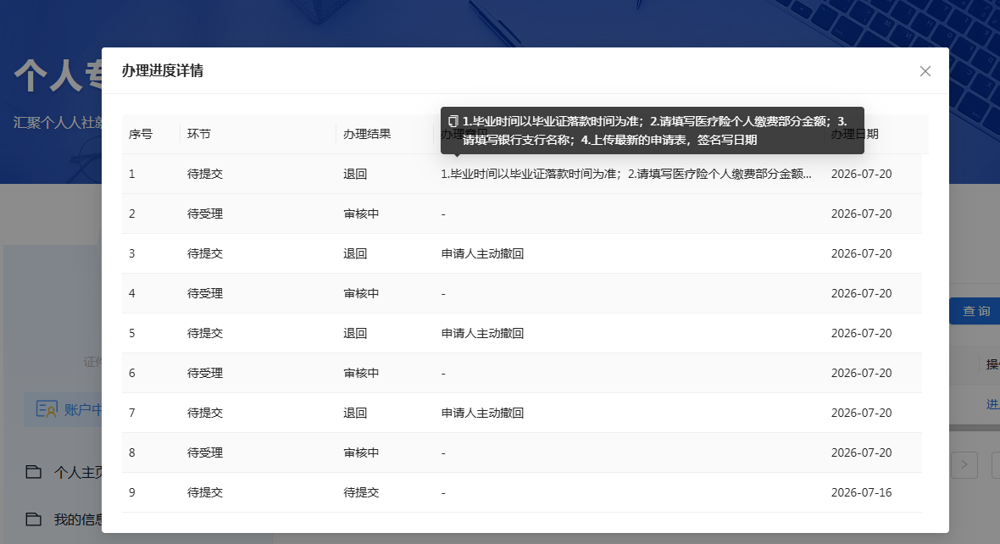 个人专
汇聚个人人社
办理进度详情
序号 环节 办理结果 办理意见 办理日期
1.毕业时间以毕业证落款时间为准；2.请填写医疗险个人缴费部分金额；3.
请填写银行支行名称；4.上传最新的申请表，签名写日期
1 待提交 退回 1.毕业时间以毕业证落款时间为准；2.请填写医疗险个人缴费部分金额... 2026-07-20
2 待受理 审核中 - 2026-07-20
3 待提交 退回 申请人主动撤回 2026-07-20
4 待受理 审核中 - 2026-07-20
5 待提交 退回 申请人主动撤回 2026-07-20
6 待受理 审核中 - 2026-07-20
7 待提交 退回 申请人主动撤回 2026-07-20
8 待受理 审核中 - 2026-07-20
9 待提交 待提交 - 2026-07-16
查询
操
进
证件
账户中
个人主页
我的信息